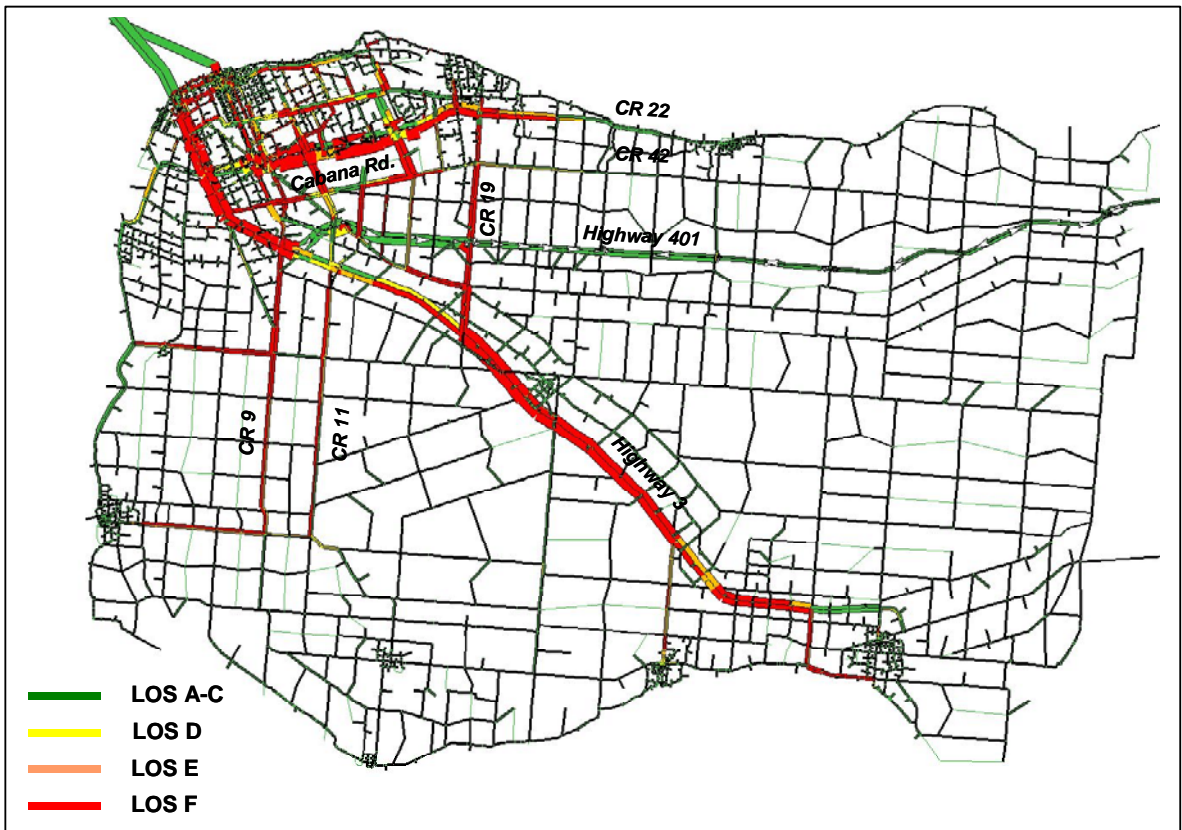 CR 22
CR 42
Cabana Rd.
CR 19
Highway 401
CR 9
CR 11
Highway 3
LOS A-C
LOS D
LOS E
LOS F